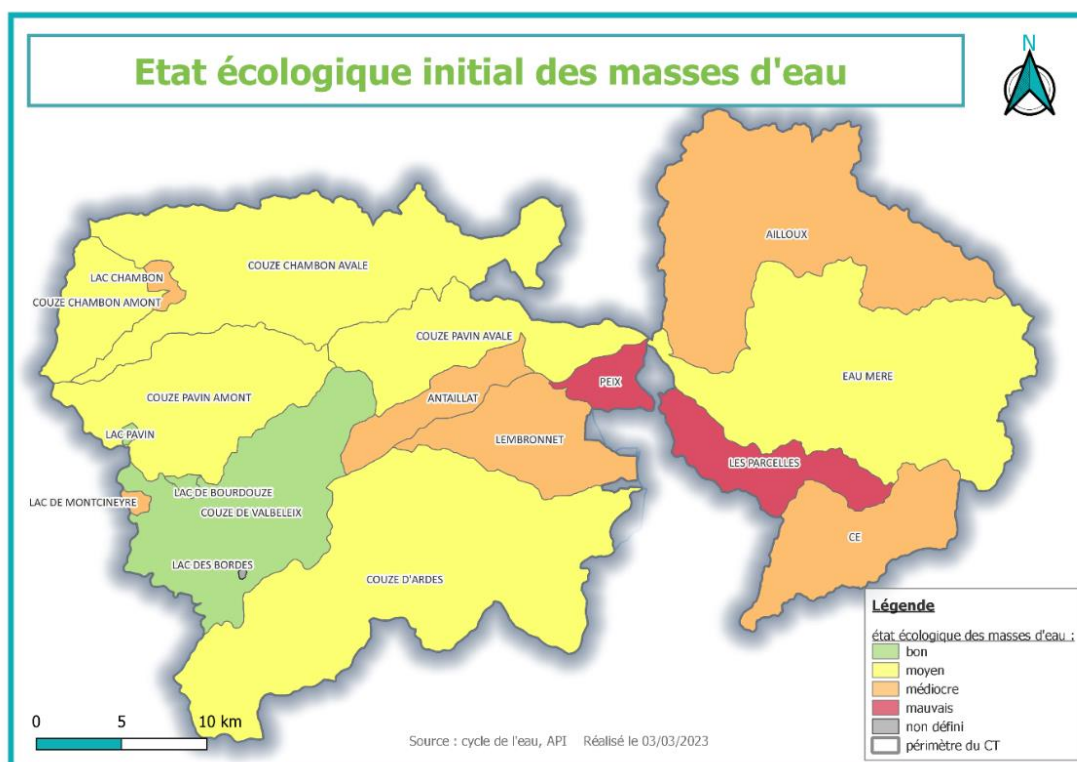 Etat écologique initial des masses d'eau
N
AILLOUX
COUZE CHAMBON AVALE
LAC CHAMBON
COUZE CHAMBON AMONT
COUZE PAVIN AVALE
EAU MERE
PEIX
COUZE PAVIN AMONT
ANTAILLAT
LAC PAVIN
LEMBRONNET
LES PARCELLES
LAC DE BOURDOUZE
LAC DE MONTCINEYRE
COUZE DE VALBELEIX
CE
LAC DES BORDES
COUZE D'ARDES
Légende
état écologique des masses d'eau :
bon
moyen
médiocre
mauvais
non défini
périmètre du CT
0 5 10 km
Source : cycle de l'eau, API Réalisé le 03/03/2023